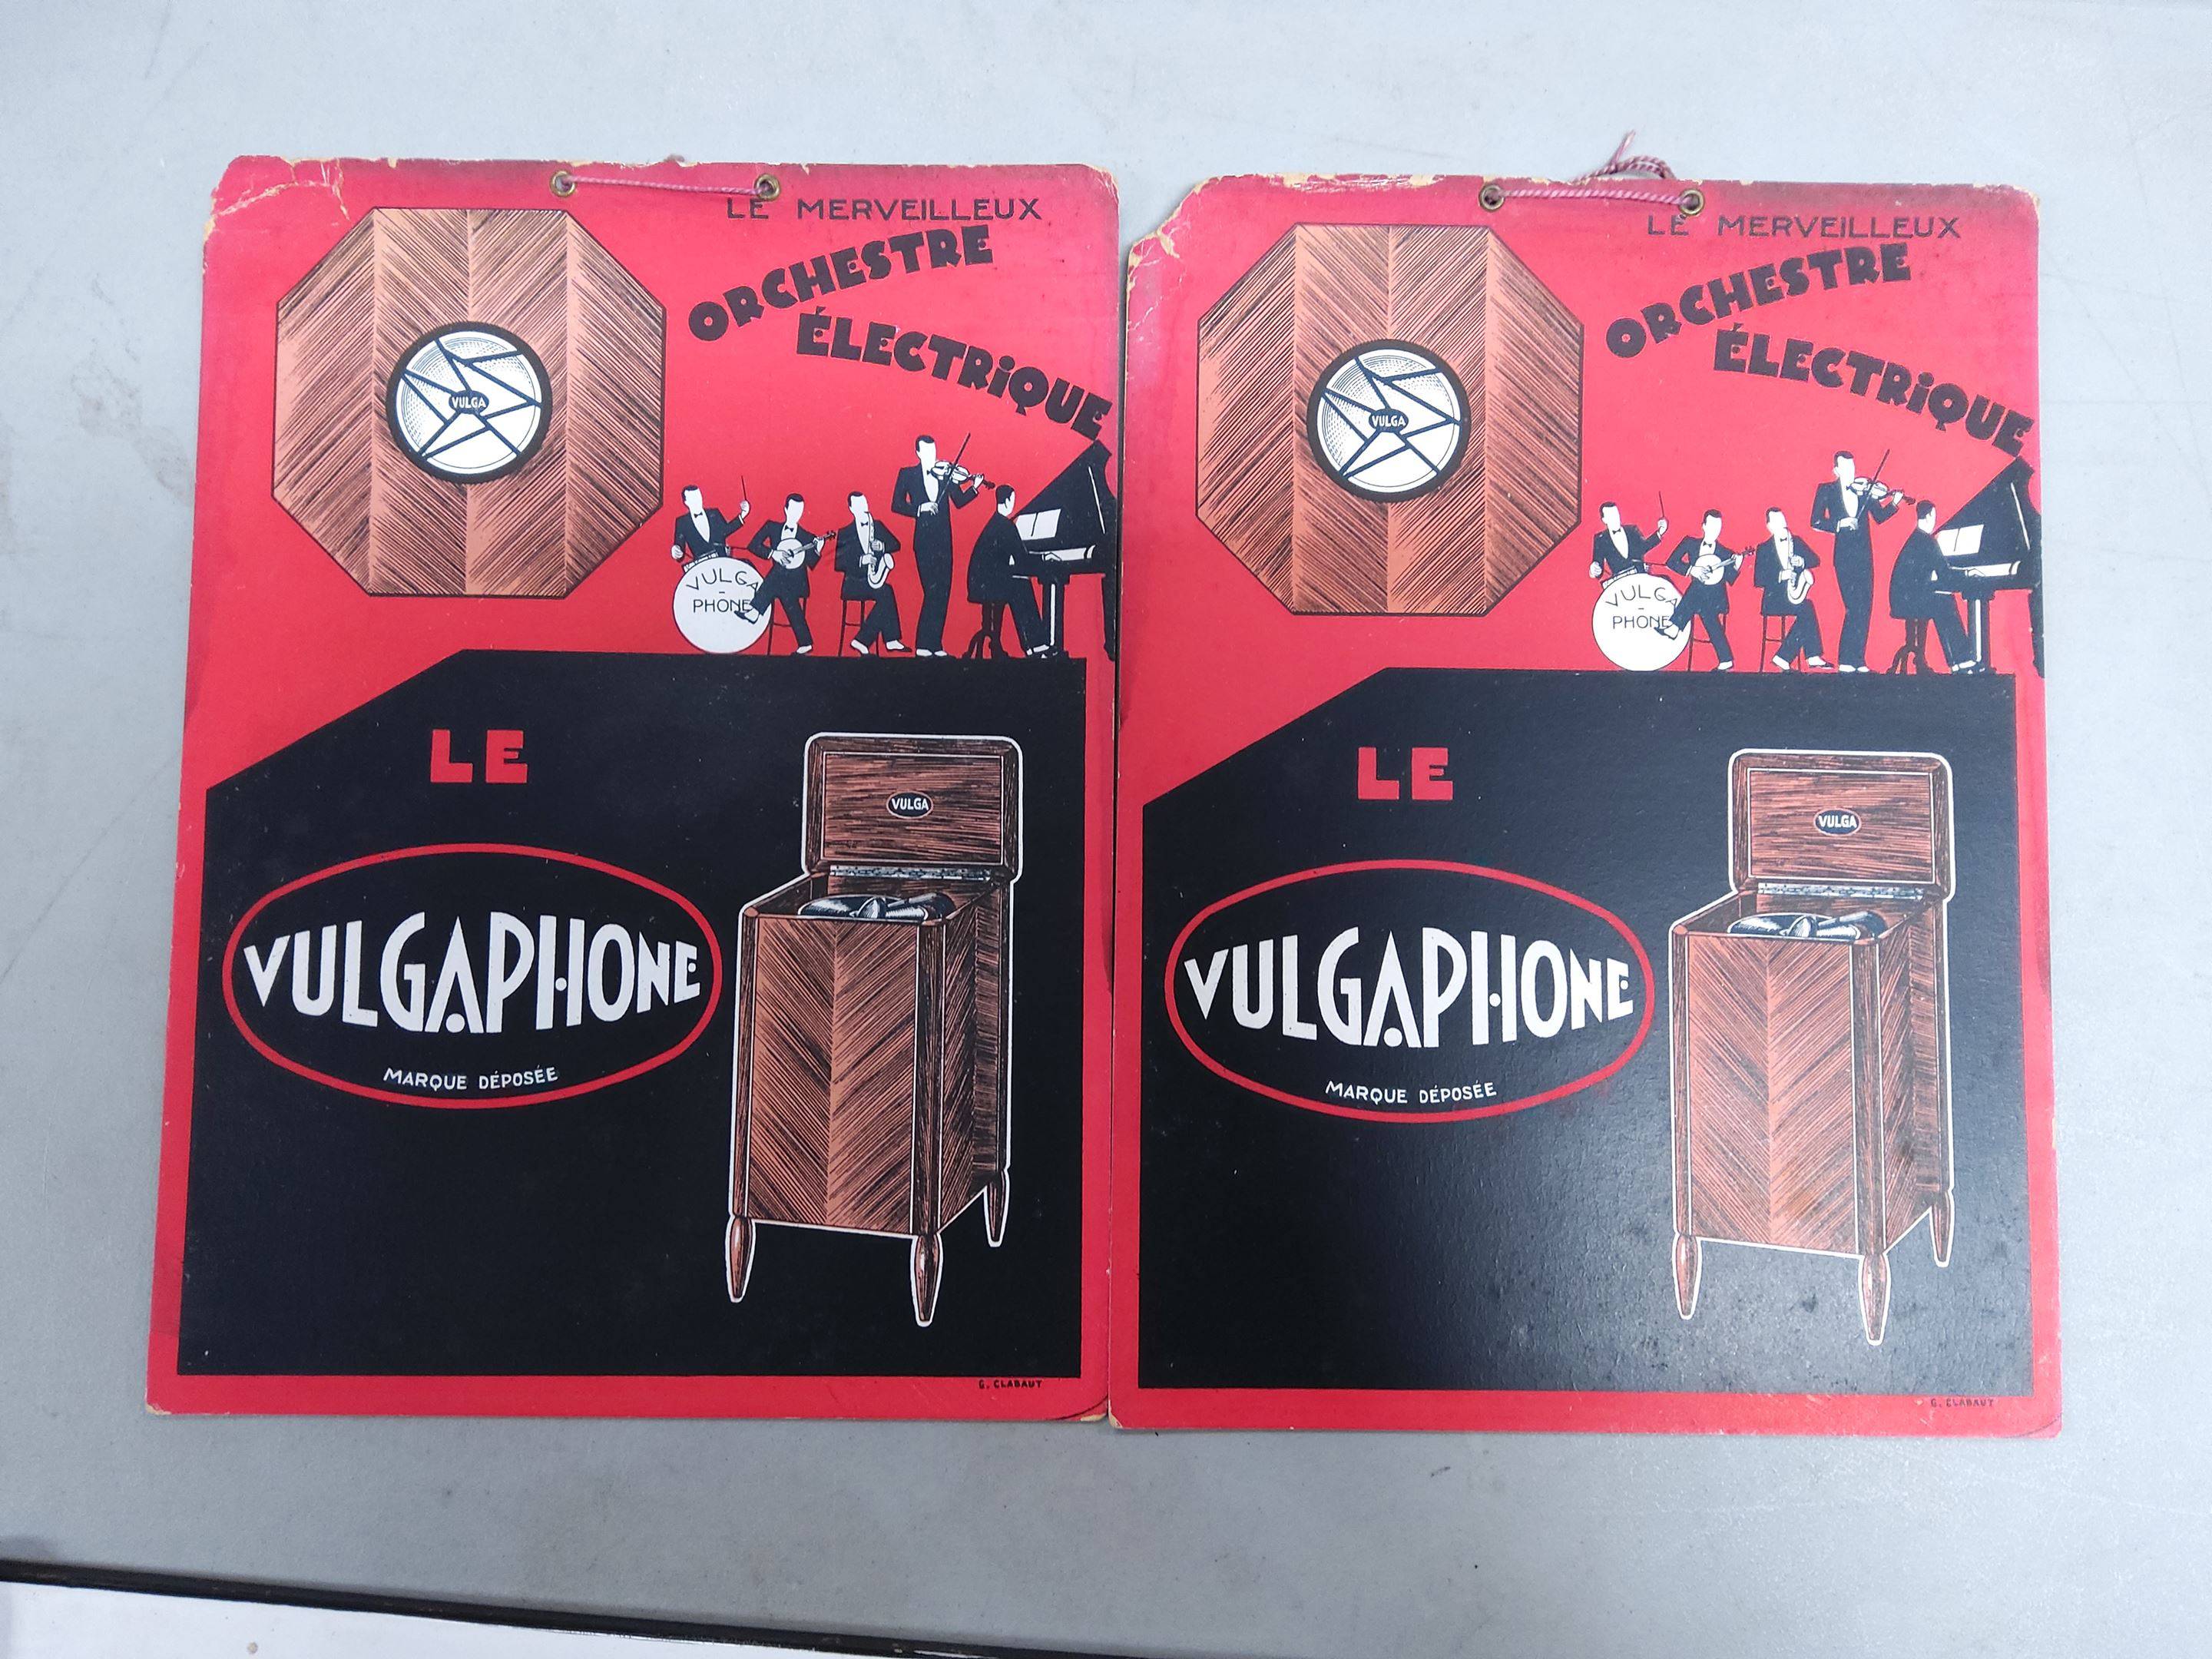 LE MERVEILLEUX
ORCHESTRE
ÉLECTRiQUE
VULGA
VULGA
-
PHONE
LE
VULGA
VULGAPHONE
MARQUE DÉPOSÉE
G. CLABAUT
LE MERVEILLEUX
ORCHESTRE
ÉLECTRiQUE
VULGA
VULGA
-
PHONE
LE
VULGA
VULGAPHONE
MARQUE DÉPOSÉE
G. CLABAUT